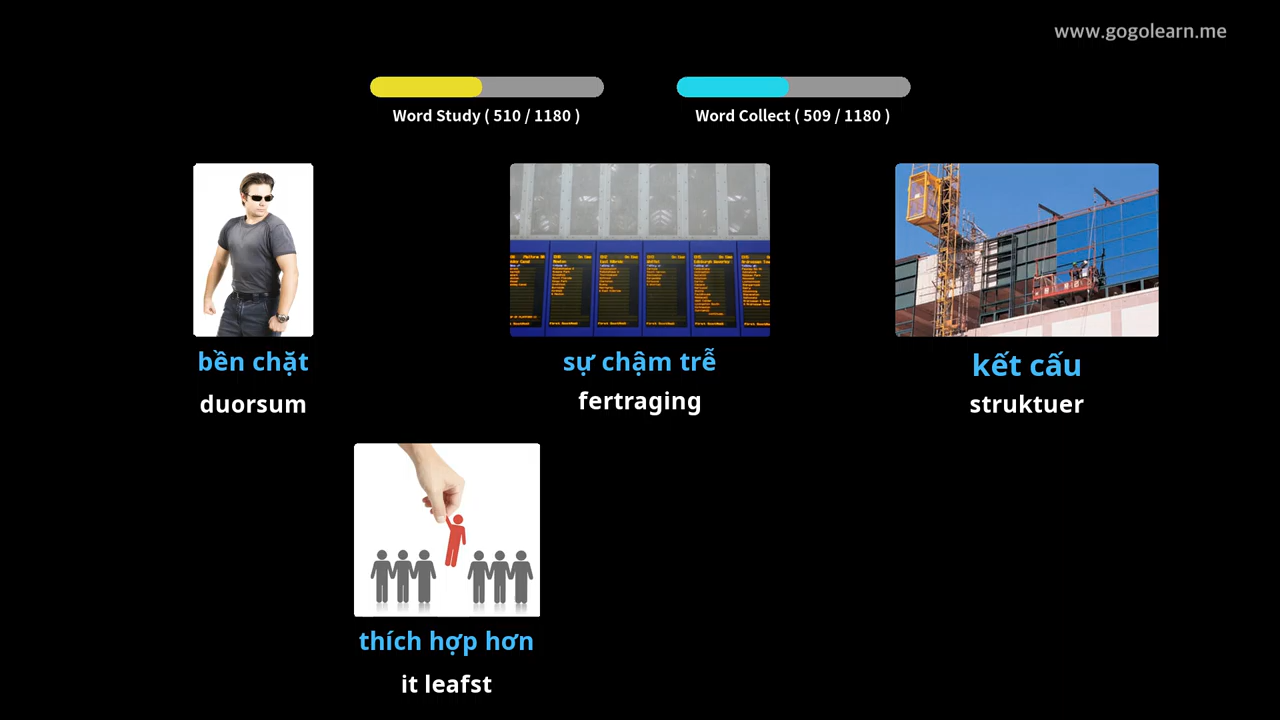 www.gogolearn.me
Word Study ( 510 / 1180 )
Word Collect ( 509 / 1180 )
bền chặt
duorsum
sự chậm trễ
fertraging
kết cấu
struktuer
thích hợp hơn
it leafst